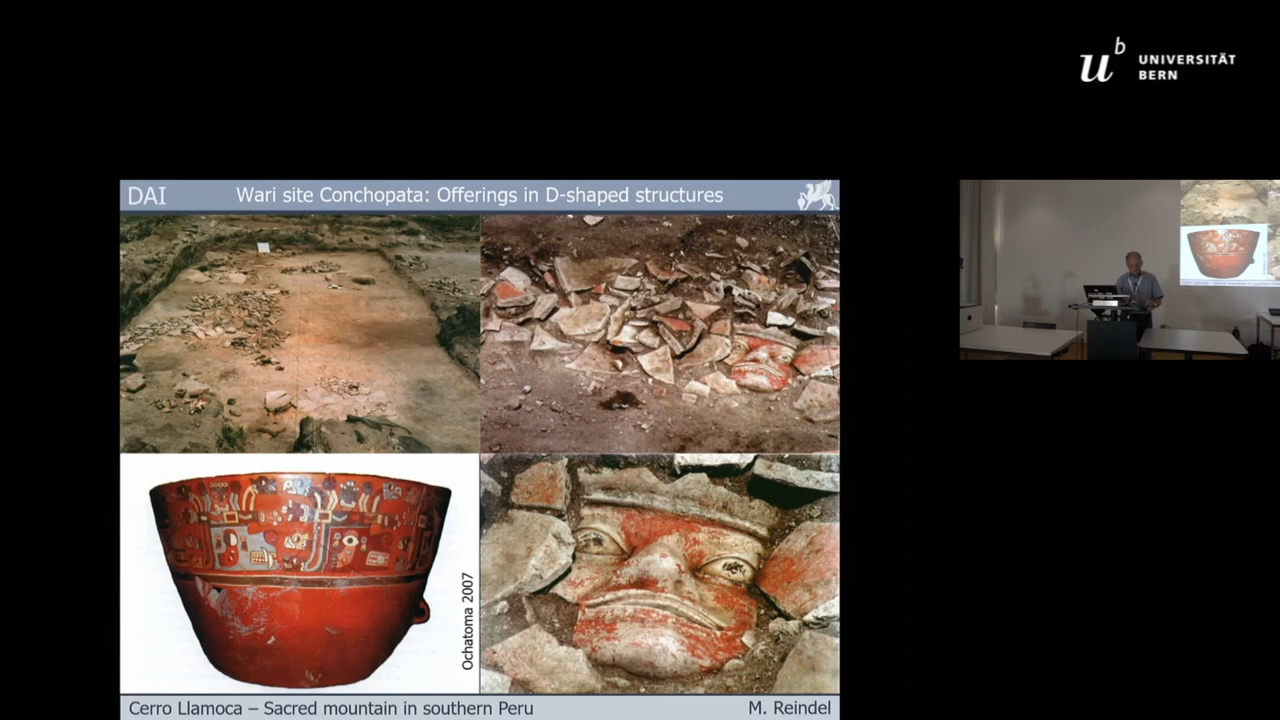 u^b UNIVERSITÄT
BERN
DAI Wari site Conchopata: Offerings in D-shaped structures
Ochatoma 2007
Cerro Llamoca – Sacred mountain in southern Peru M. Reindel